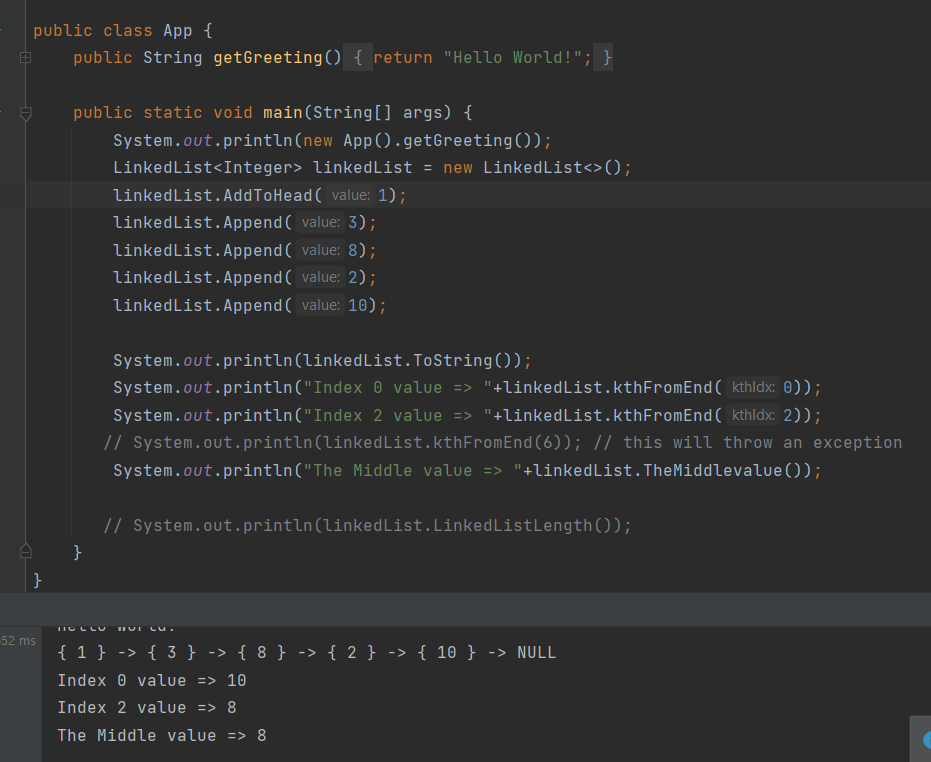 public class App {
public String getGreeting() { return "Hello World!"; }
public static void main(String[] args) {
System.out.println(new App().getGreeting());
LinkedList<Integer> linkedList = new LinkedList<>();
linkedList.AddToHead( value: 1);
linkedList.Append( value: 3);
linkedList.Append( value: 8);
linkedList.Append( value: 2);
linkedList.Append( value: 10);
System.out.println(linkedList.ToString());
System.out.println("Index 0 value => "+linkedList.kthFromEnd( kthIdx: 0));
System.out.println("Index 2 value => "+linkedList.kthFromEnd( kthIdx: 2));
// System.out.println(linkedList.kthFromEnd(6)); // this will throw an exception
System.out.println("The Middle value => "+linkedList.TheMiddlevalue());
// System.out.println(linkedList.LinkedListLength());
}
}
Hello World!
52 ms
{ 1 } -> { 3 } -> { 8 } -> { 2 } -> { 10 } -> NULL
Index 0 value => 10
Index 2 value => 8
The Middle value => 8